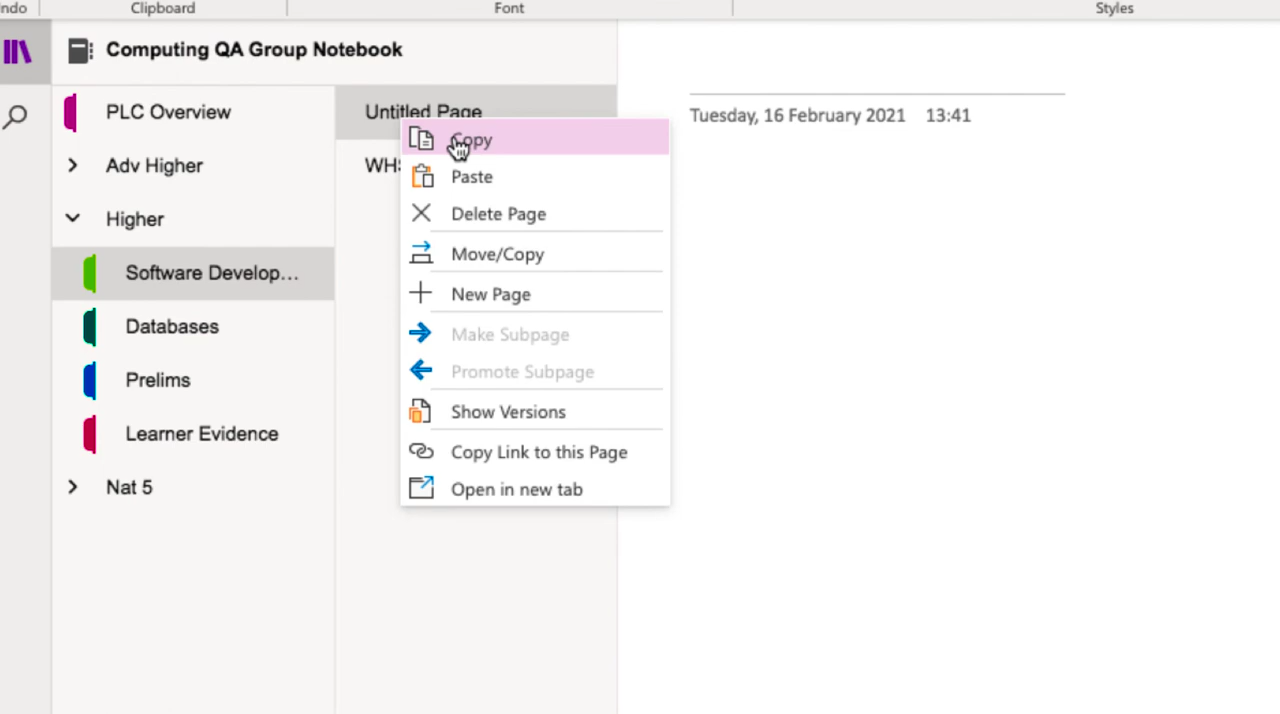 Clipboard
Font
Styles
Computing QA Group Notebook
PLC Overview
Adv Higher
Higher
Software Develop...
Databases
Prelims
Learner Evidence
Nat 5
Untitled Page
Copy
Paste
Delete Page
Move/Copy
New Page
Make Subpage
Promote Subpage
Show Versions
Copy Link to this Page
Open in new tab
Tuesday, 16 February 2021 13:41